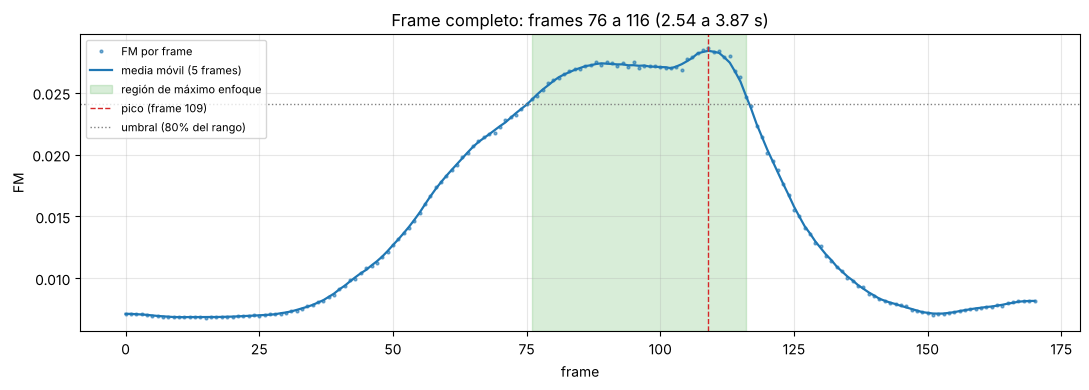 Frame completo: frames 76 a 116 (2.54 a 3.87 s)
FM por frame
media móvil (5 frames)
región de máximo enfoque
pico (frame 109)
umbral (80% del rango)
FM
0.025
0.020
0.015
0.010
0 25 50 75 100 125 150 175
frame